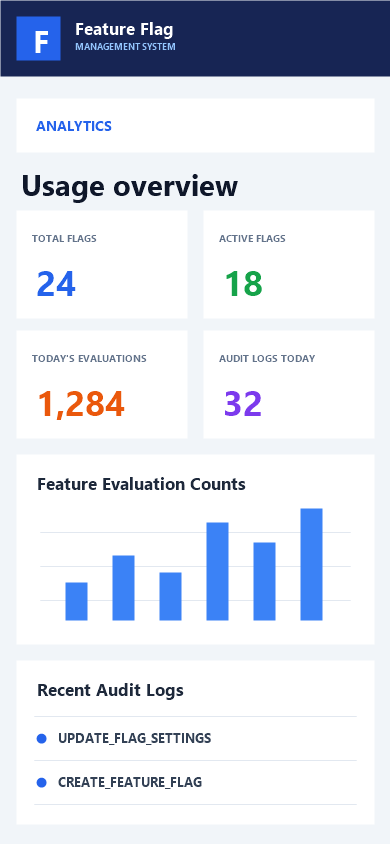 F
Feature Flag
MANAGEMENT SYSTEM
ANALYTICS
Usage overview
TOTAL FLAGS
24
ACTIVE FLAGS
18
TODAY'S EVALUATIONS
1,284
AUDIT LOGS TODAY
32
Feature Evaluation Counts
Recent Audit Logs
UPDATE_FLAG_SETTINGS
CREATE_FEATURE_FLAG